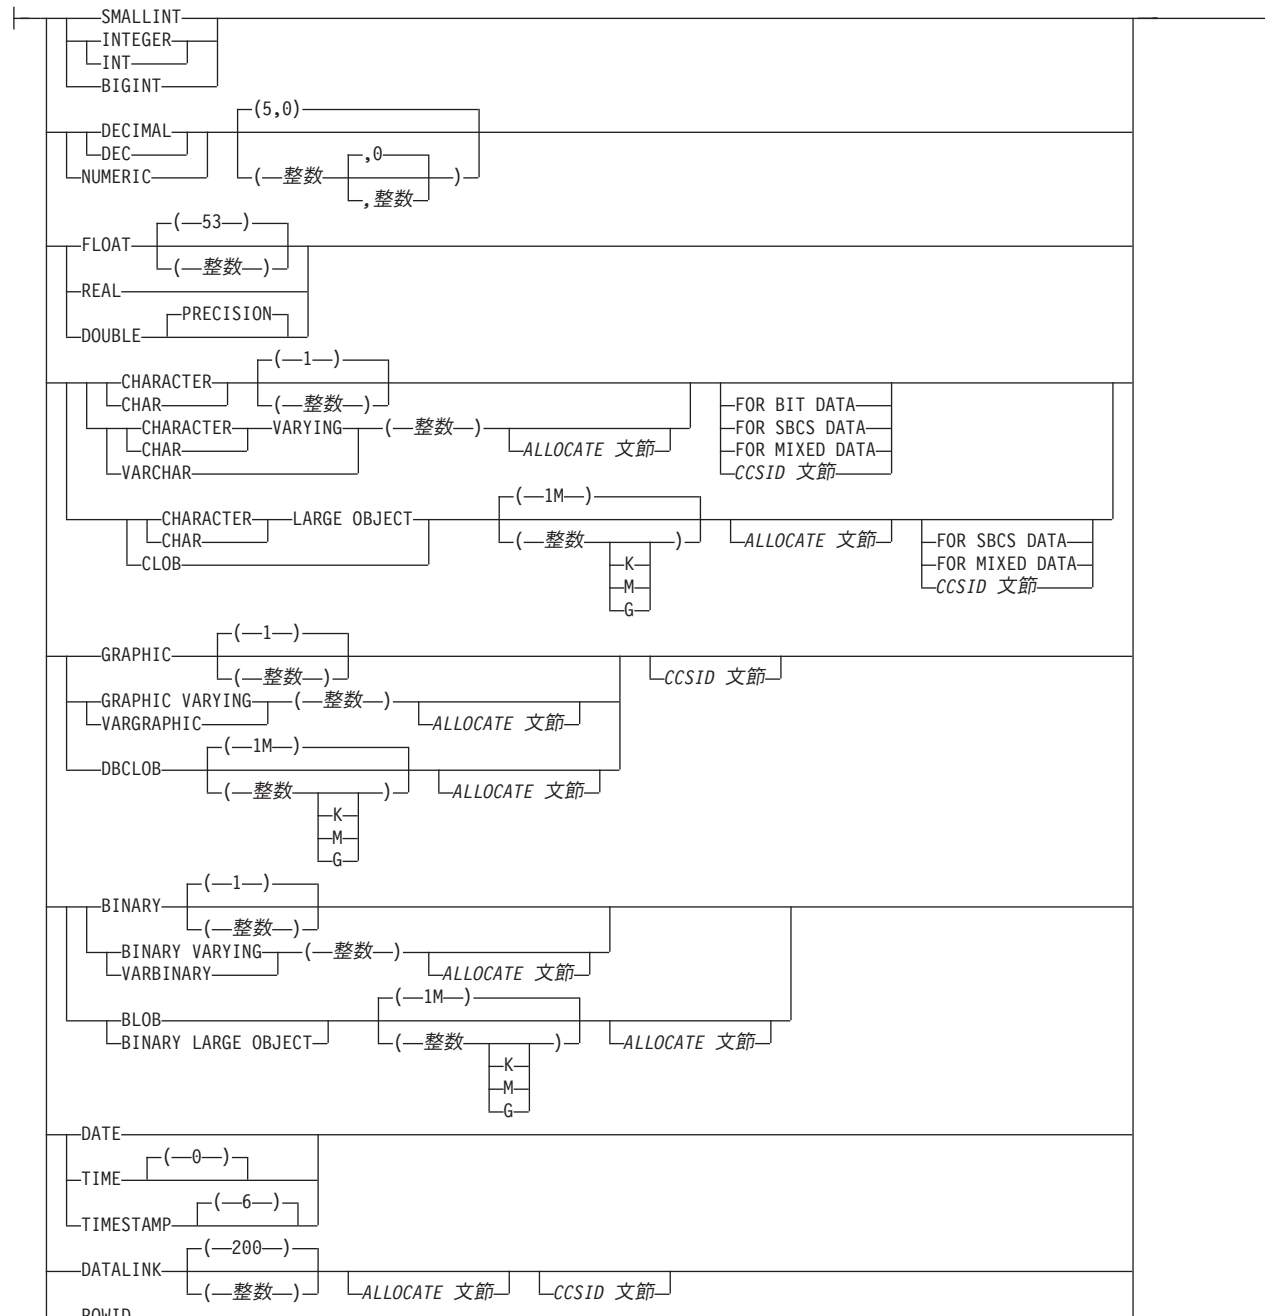 SMALLINT
INTEGER
INT
BIGINT
(5,0)
DECIMAL
DEC ,0
NUMERIC (整数 )
,整数
(53)
FLOAT
(整数)
REAL
PRECISION
DOUBLE
(1)
CHARACTER
CHAR (整数) FOR BIT DATA
CHARACTER VARYING (整数) FOR SBCS DATA
CHAR ALLOCATE 文節 FOR MIXED DATA
VARCHAR CCSID 文節
(1M)
CHARACTER LARGE OBJECT
CHAR (整数 ) ALLOCATE 文節 FOR SBCS DATA
CLOB K FOR MIXED DATA
M CCSID 文節
G
(1)
GRAPHIC
(整数) CCSID 文節
GRAPHIC VARYING (整数)
VARGRAPHIC ALLOCATE 文節
(1M)
DBCLOB
(整数 ) ALLOCATE 文節
K
M
G
(1)
BINARY
(整数)
BINARY VARYING (整数)
VARBINARY ALLOCATE 文節
(1M)
BLOB
BINARY LARGE OBJECT (整数 ) ALLOCATE 文節
K
M
G
DATE
(0)
TIME
(6)
TIMESTAMP
(200)
DATALINK
(整数) ALLOCATE 文節 CCSID 文節
ROWID